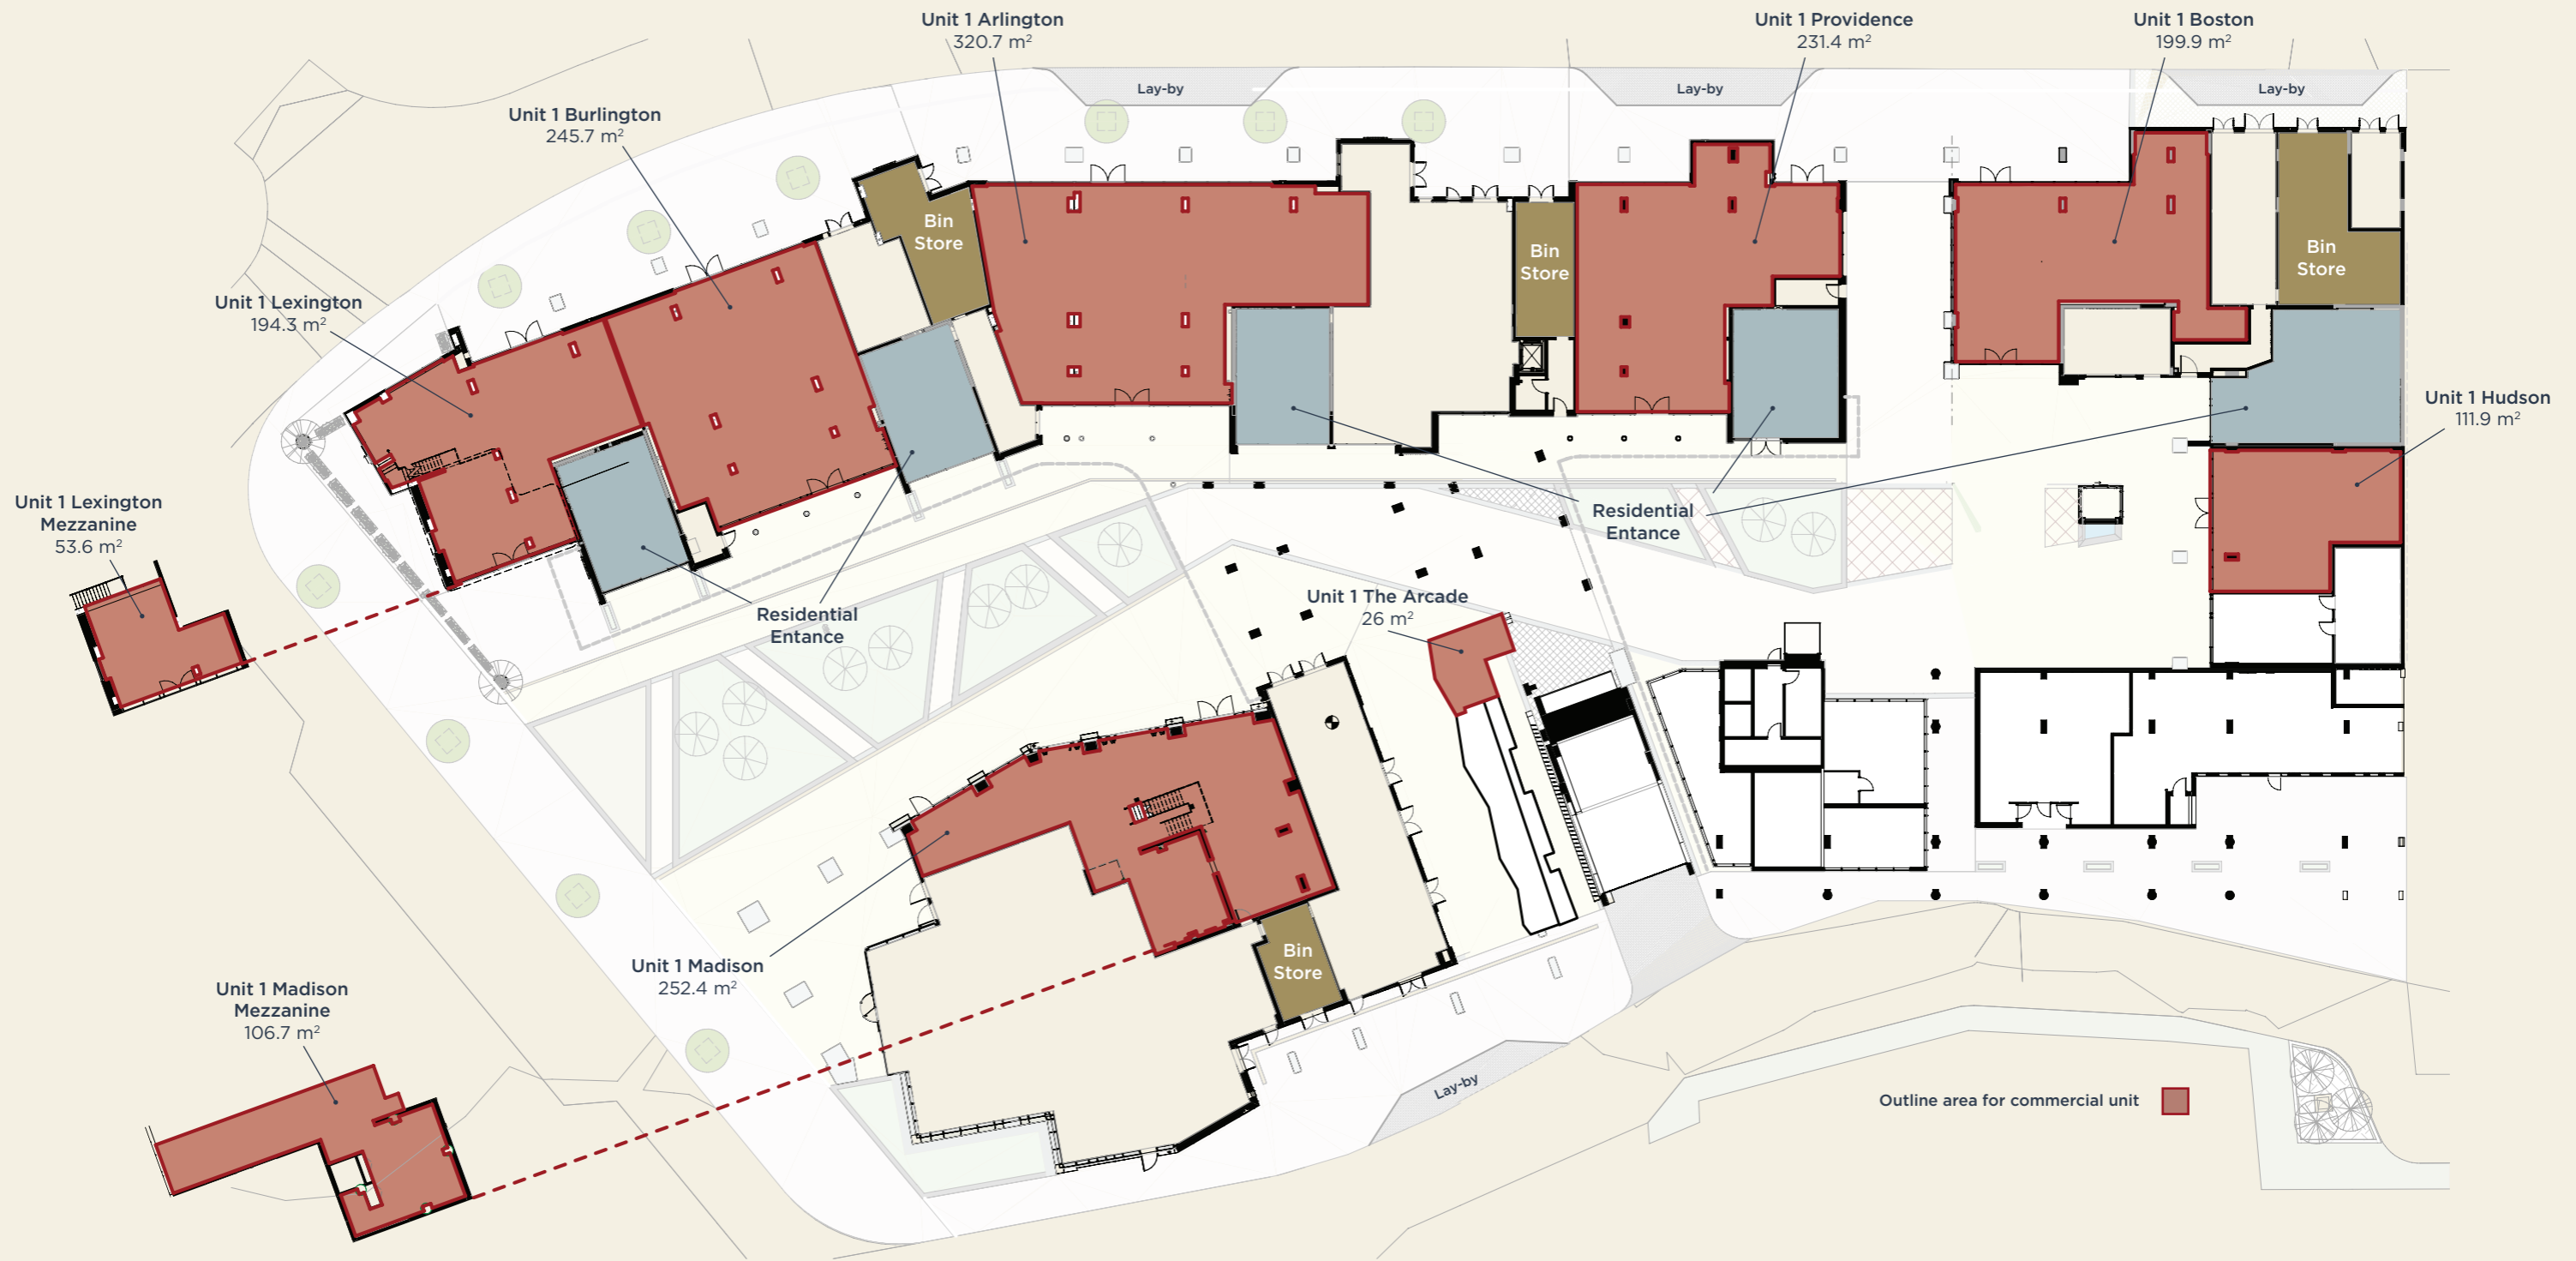 Unit 1 Arlington
320.7 m²
Unit 1 Providence
231.4 m²
Unit 1 Boston
199.9 m²
Lay-by
Lay-by
Lay-by
Unit 1 Burlington
245.7 m²
Bin
Store
Bin
Store
Bin
Store
Unit 1 Lexington
194.3 m²
Unit 1 Hudson
111.9 m²
Unit 1 Lexington
Mezzanine
53.6 m²
Residential
Entance
Residential
Entance
Unit 1 The Arcade
26 m²
Unit 1 Madison
252.4 m²
Bin
Store
Unit 1 Madison
Mezzanine
106.7 m²
Lay-by
Outline area for commercial unit